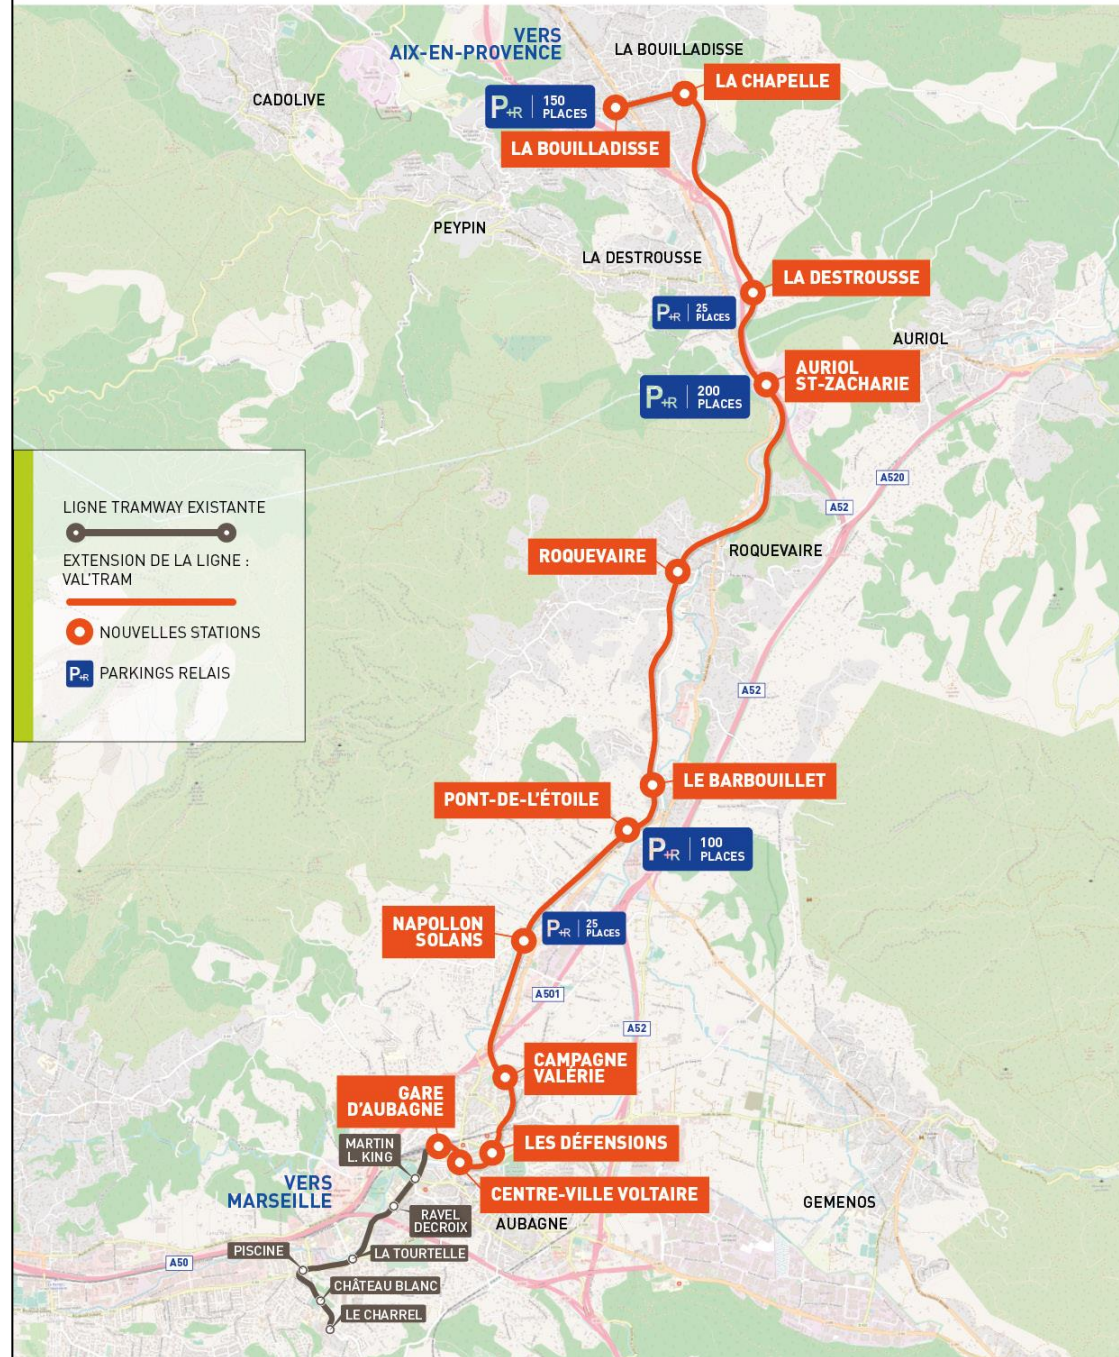 VERS
AIX-EN-PROVENCE
LA BOUILLADISSE
LA CHAPELLE
CADOLIVE
P+R 150
PLACES
LA BOUILLADISSE
PEYPIN
LA DESTROUSSE
LA DESTROUSSE
P+R 25
PLACES
AURIOL
AURIOL
ST-ZACHARIE
P+R 200
PLACES
A520
A52
LIGNE TRAMWAY EXISTANTE
EXTENSION DE LA LIGNE :
VAL'TRAM
NOUVELLES STATIONS
P+R PARKINGS RELAIS
ROQUEVAIRE
ROQUEVAIRE
A52
LE BARBOUILLET
PONT-DE-L'ÉTOILE
P+R 100
PLACES
NAPOLLON
SOLANS
P+R 25
PLACES
A501
A52
CAMPAGNE
VALÉRIE
GARE
D'AUBAGNE
LES DÉFENSIONS
MARTIN
L. KING
VERS
MARSEILLE
CENTRE-VILLE VOLTAIRE
GEMENOS
RAVEL
DECROIX
AUBAGNE
PISCINE
LA TOURTELLE
A50
CHÂTEAU BLANC
LE CHARREL